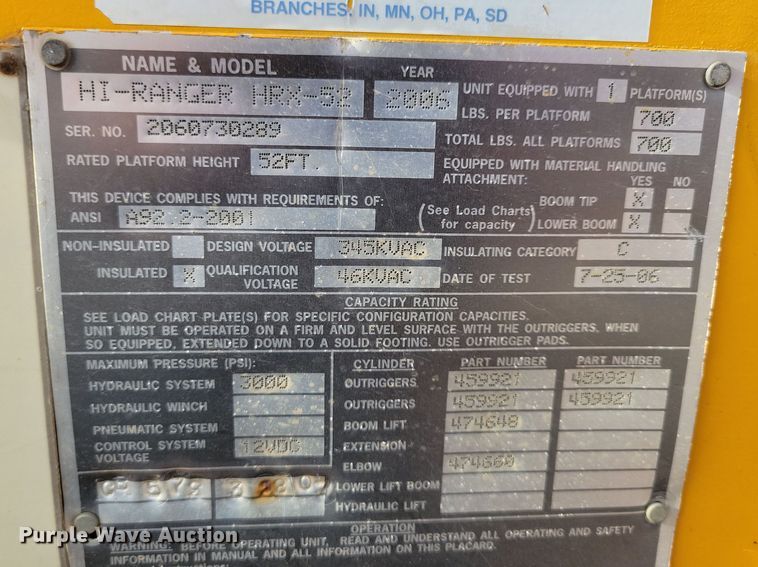 BRANCHES: IN, MN, OH, PA, SD
NAME & MODEL YEAR
HI-RANGER HRX-52 2006 UNIT EQUIPPED WITH 1 PLATFORM(S)
LBS. PER PLATFORM 700
SER. NO. 2060730289 TOTAL LBS. ALL PLATFORMS 700
RATED PLATFORM HEIGHT 52FT. EQUIPPED WITH MATERIAL HANDLING
ATTACHMENT: YES NO
THIS DEVICE COMPLIES WITH REQUIREMENTS OF: BOOM TIP X
ANSI A92.2-2001 (See Load Charts for capacity) LOWER BOOM X
NON-INSULATED DESIGN VOLTAGE 345KVAC INSULATING CATEGORY C
INSULATED X QUALIFICATION VOLTAGE 46KVAC DATE OF TEST 7-25-06
CAPACITY RATING
SEE LOAD CHART PLATE(S) FOR SPECIFIC CONFIGURATION CAPACITIES.
UNIT MUST BE OPERATED ON A FIRM AND LEVEL SURFACE WITH THE OUTRIGGERS, WHEN
SO EQUIPPED, EXTENDED DOWN TO A SOLID FOOTING. USE OUTRIGGER PADS.
MAXIMUM PRESSURE (PSI): CYLINDER PART NUMBER PART NUMBER
HYDRAULIC SYSTEM 3000 OUTRIGGERS 459921 459921
HYDRAULIC WINCH OUTRIGGERS 459921 459921
PNEUMATIC SYSTEM BOOM LIFT 474648
CONTROL SYSTEM VOLTAGE 12VDC EXTENSION
ELBOW 474660
LOWER LIFT BOOM
HYDRAULIC LIFT
OPERATION
WARNING: BEFORE OPERATING UNIT, READ AND UNDERSTAND ALL OPERATING AND SAFETY
INFORMATION IN MANUAL AND ALL INFORMATION ON THIS PLACARD.
Purple Wave Auction